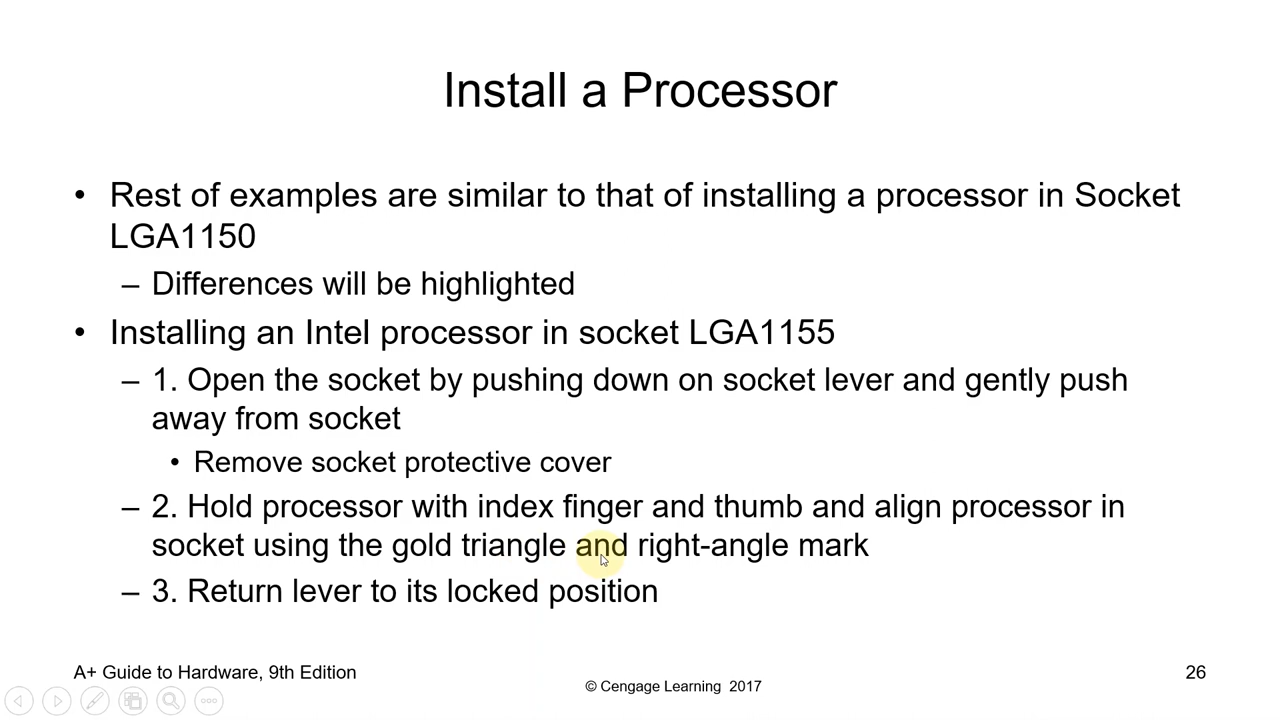 Install a Processor
• Rest of examples are similar to that of installing a processor in Socket
LGA1150
– Differences will be highlighted
• Installing an Intel processor in socket LGA1155
– 1. Open the socket by pushing down on socket lever and gently push
away from socket
• Remove socket protective cover
– 2. Hold processor with index finger and thumb and align processor in
socket using the gold triangle and right-angle mark
– 3. Return lever to its locked position
A+ Guide to Hardware, 9th Edition
© Cengage Learning 2017
26